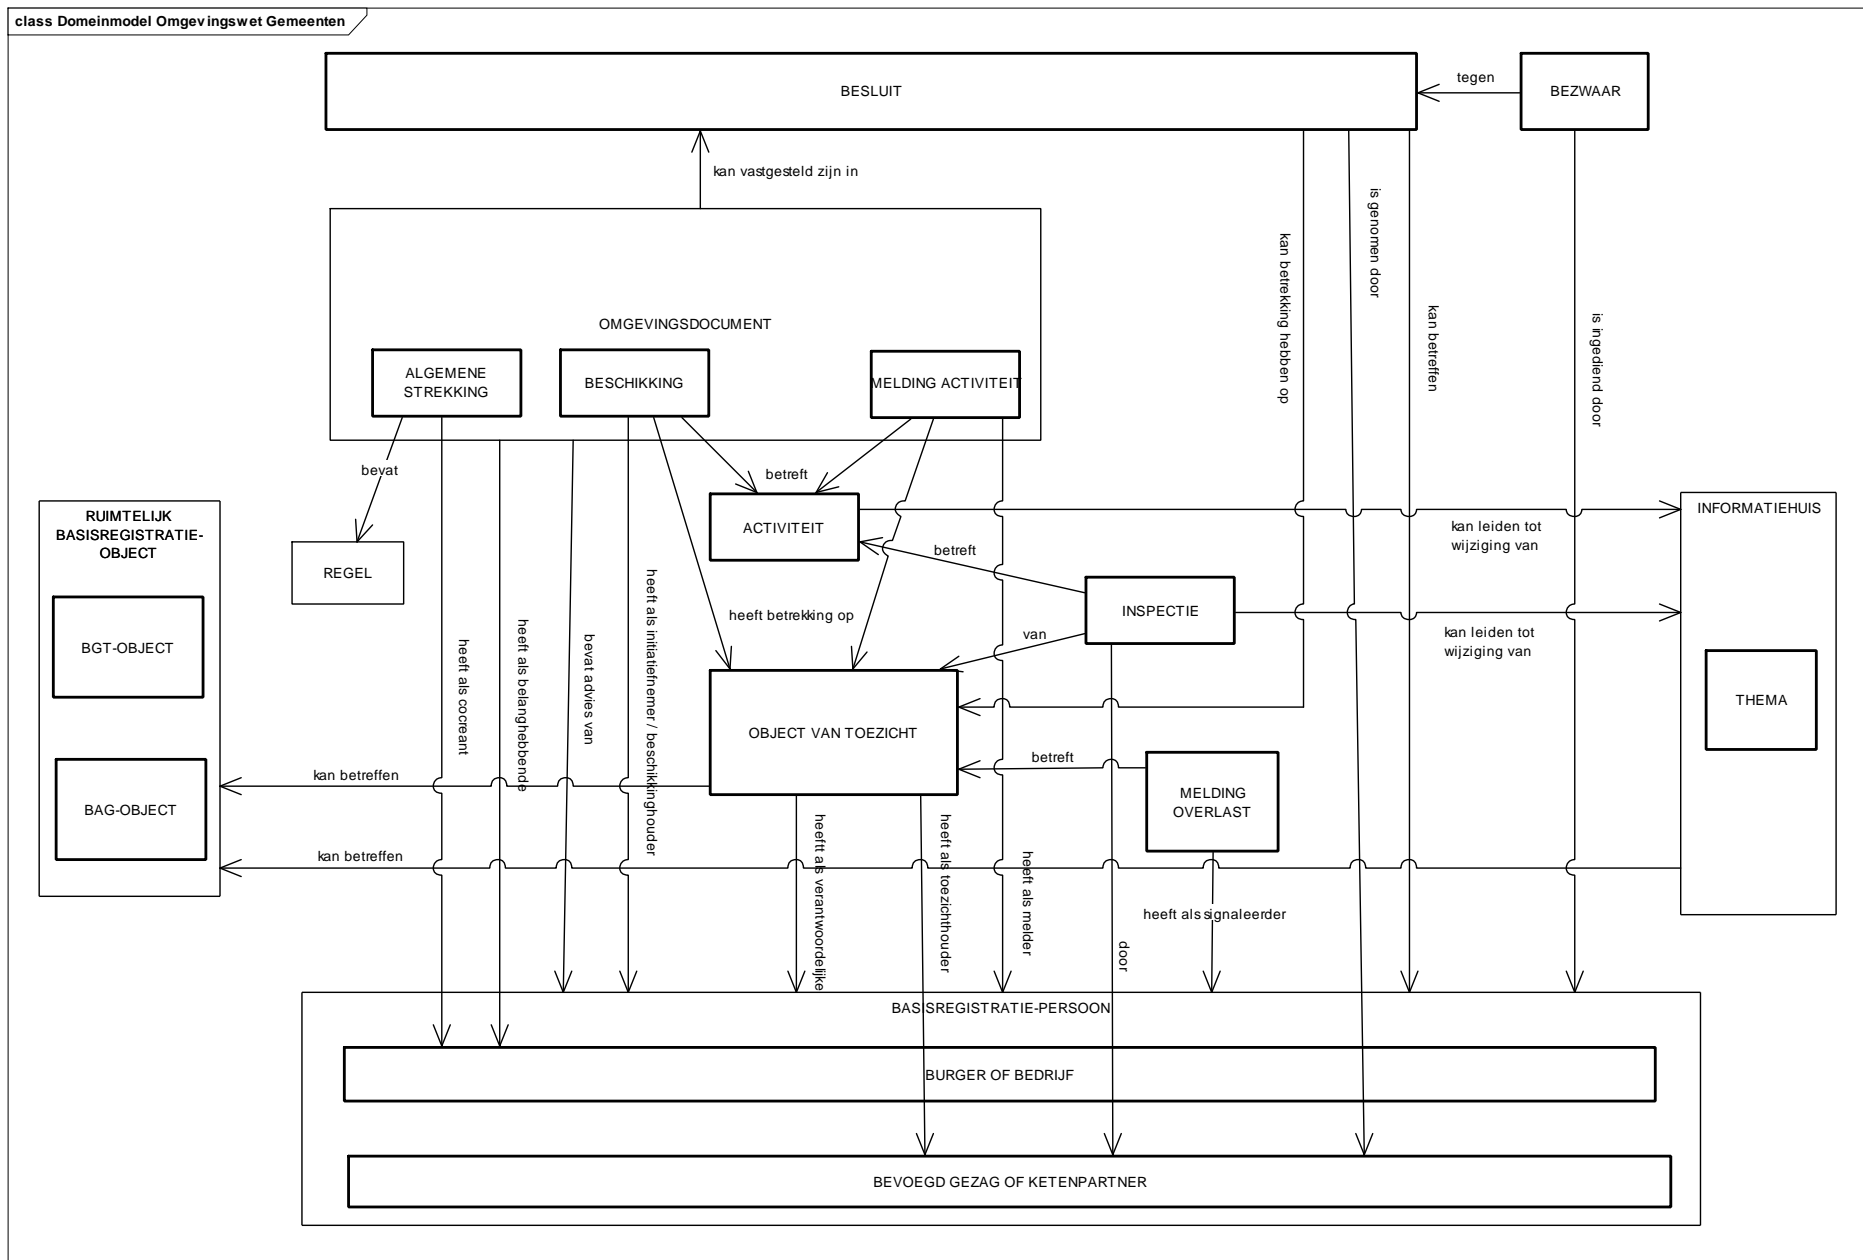 class Domeinmodel Omgevingswet Gemeenten
BESLUIT
tegen
BEZWAAR
kan vastgesteld zijn in
is genomen door
kan betrekking hebben op
kan betreffen
is ingediend door
OMGEVINGSDOCUMENT
ALGEMENE
STREKKING
BESCHIKKING
MELDING ACTIVITEIT
bevat
betreft
RUIMTELIJK
BASISREGISTRATIE-
OBJECT
ACTIVITEIT
INFORMATIEHUIS
kan leiden tot
wijziging van
betreft
REGEL
INSPECTIE
heeft betrekking op
van
kan leiden tot
wijziging van
BGT-OBJECT
heeft als cocreant
heeft als belanghebbende
bevat advies van
heeft als initiatiefnemer / beschikkinghouder
THEMA
OBJECT VAN TOEZICHT
betreft
kan betreffen
MELDING
OVERLAST
BAG-OBJECT
kan betreffen
heeftt als verantwoordelijke
heeft als toezichthouder
heeft als melder
heeft als signaleerder
door
BASISREGISTRATIE-PERSOON
BURGER OF BEDRIJF
BEVOEGD GEZAG OF KETENPARTNER